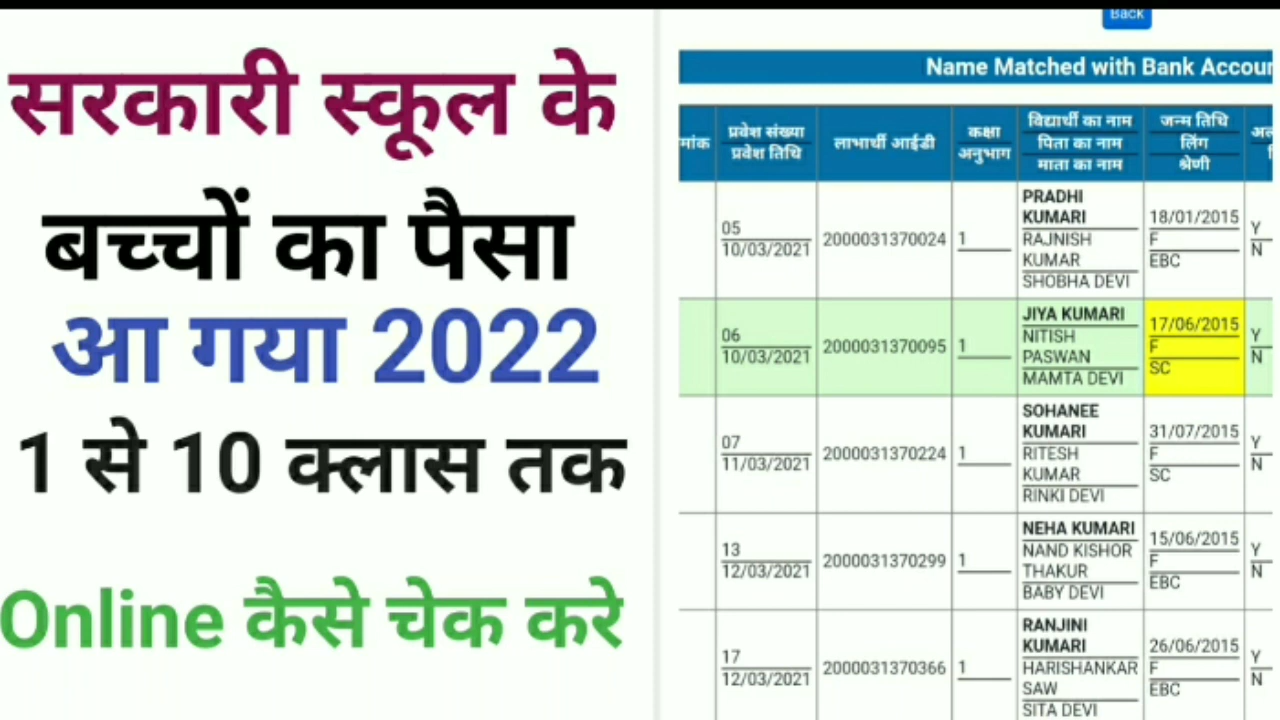 सरकारी स्कूल के
बच्चों का पैसा
आ गया 2022
1 से 10 क्लास तक
Online कैसे चेक करे
Back
Name Matched with Bank Accour
मांक प्रवेश संख्या प्रवेश तिथि लाभार्थी आईडी कक्षा अनुभाग विद्यार्थी का नाम पिता का नाम माता का नाम जन्म तिथि लिंग श्रेणी
05 10/03/2021 2000031370024 1 PRADHI KUMARI RAJNISH KUMAR SHOBHA DEVI 18/01/2015 F EBC Y N
06 10/03/2021 2000031370095 1 JIYA KUMARI NITISH PASWAN MAMTA DEVI 17/06/2015 F SC Y N
07 11/03/2021 2000031370224 1 SOHANEE KUMARI RITESH KUMAR RINKI DEVI 31/07/2015 F SC Y N
13 12/03/2021 2000031370299 1 NEHA KUMARI NAND KISHOR THAKUR BABY DEVI 15/06/2015 F EBC Y N
17 12/03/2021 2000031370366 1 RANJINI KUMARI HARISHANKAR SAW SITA DEVI 26/06/2015 F EBC Y N